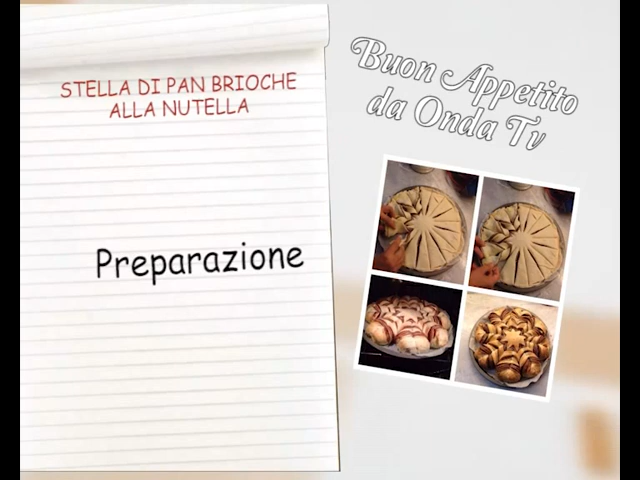 STELLA DI PAN BRIOCHE
ALLA NUTELLA
Preparazione
Buon Appetito
da Onda Tv